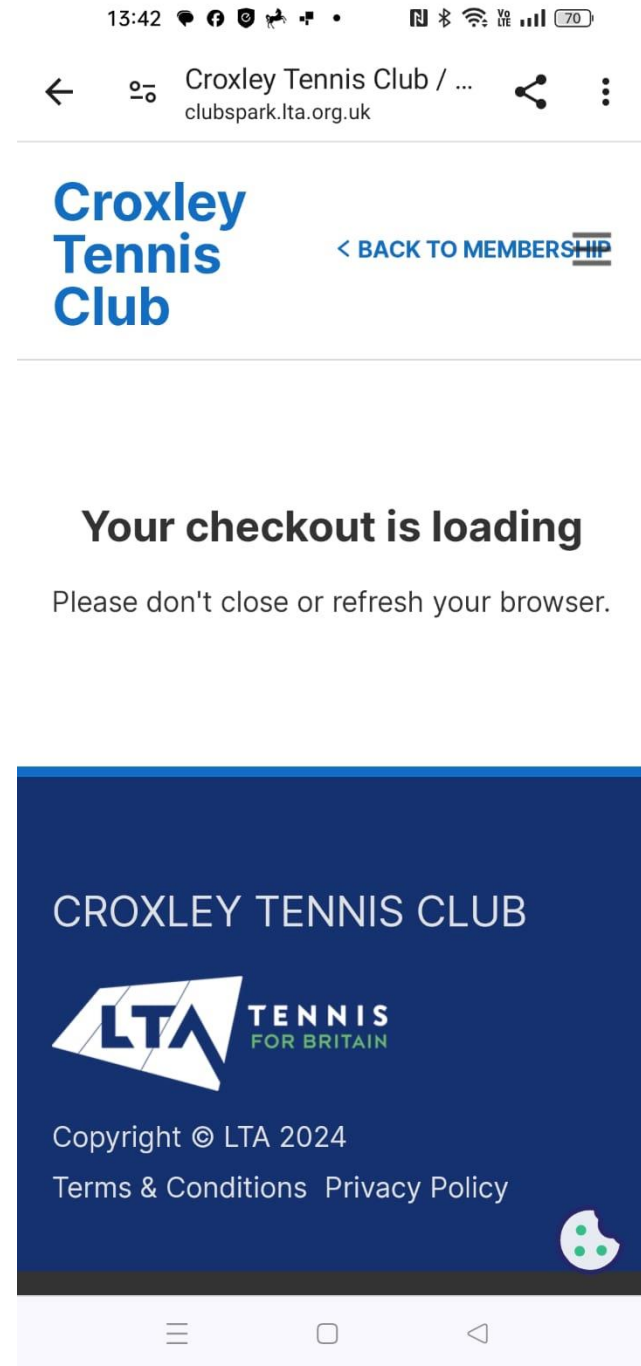 13:42
VO
LTE
70
Croxley Tennis Club / ...
clubspark.lta.org.uk
Croxley
Tennis
Club
< BACK TO MEMBERSHIP
Your checkout is loading
Please don't close or refresh your browser.
CROXLEY TENNIS CLUB
LTA
TENNIS
FOR BRITAIN
Copyright © LTA 2024
Terms & Conditions Privacy Policy